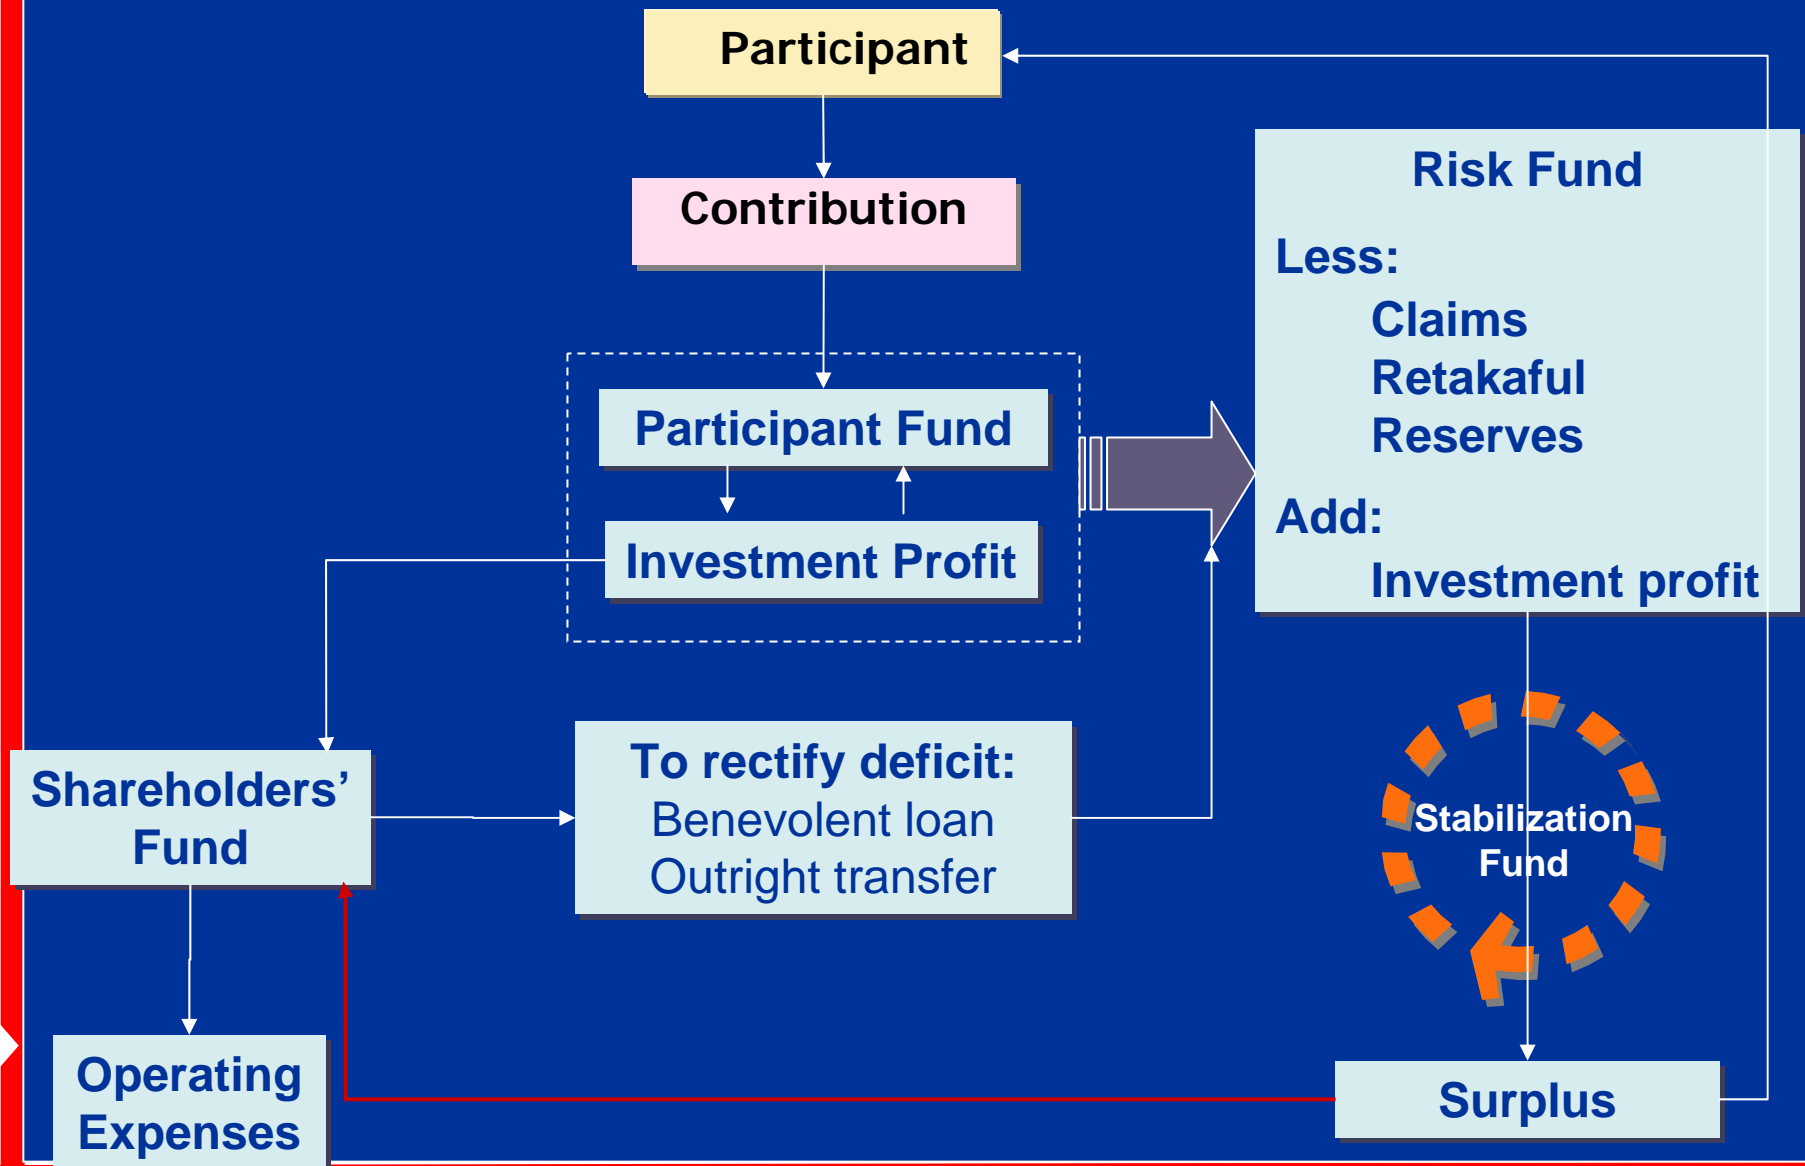 Participant
Contribution
Participant Fund
Investment Profit
Risk Fund
Less:
Claims
Retakaful
Reserves
Add:
Investment profit
Shareholders’
Fund
To rectify deficit:
Benevolent loan
Outright transfer
Stabilization
Fund
Operating
Expenses
Surplus